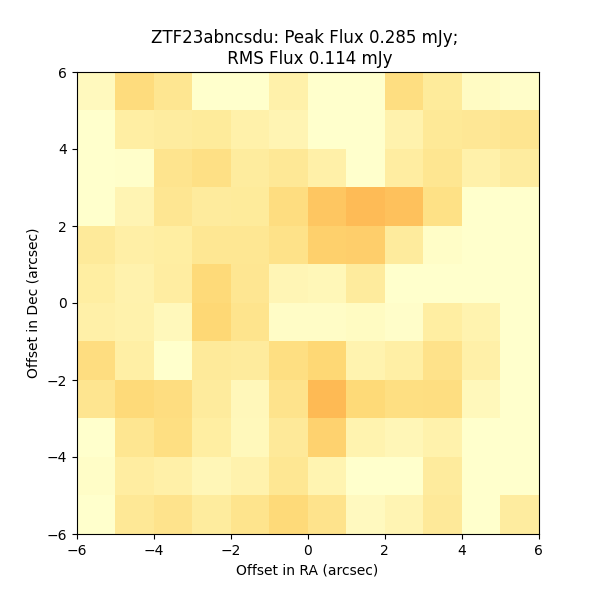 ZTF23abncsdu: Peak Flux 0.285 mJy;
RMS Flux 0.114 mJy
6
4
2
0
−2
−4
−6
Offset in Dec (arcsec)
−6 −4 −2 0 2 4 6
Offset in RA (arcsec)